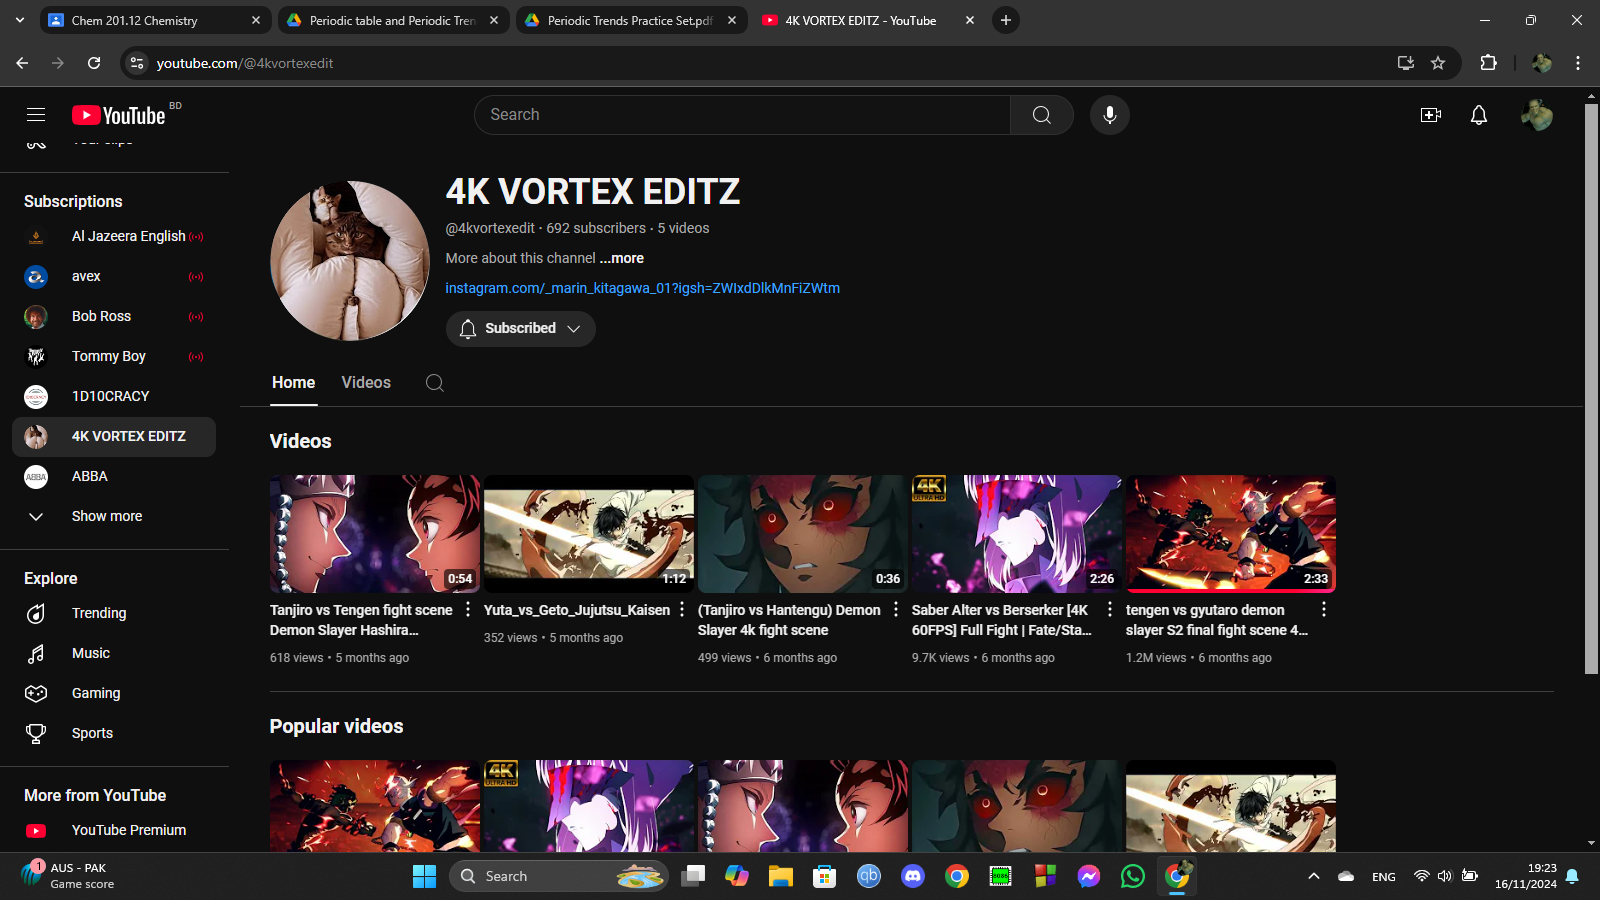 Chem 201.12 Chemistry
Periodic table and Periodic Tren
Periodic Trends Practice Set.pdf
4K VORTEX EDITZ - YouTube
youtube.com/@4kvortexedit
YouTube BD
Search
Your clips
Subscriptions
Al Jazeera English
avex
Bob Ross
Tommy Boy
1D10CRACY
4K VORTEX EDITZ
ABBA
ABBA
Show more
Explore
Trending
Music
Gaming
Sports
More from YouTube
YouTube Premium
4K VORTEX EDITZ
@4kvortexedit · 692 subscribers · 5 videos
More about this channel ...more
instagram.com/_marin_kitagawa_01?igsh=ZWIxdDlkMnFiZWtm
Subscribed
Home Videos
Videos
0:54
1:12
0:36
4K
ULTRA HD
2:26
2:33
Tanjiro vs Tengen fight scene
Demon Slayer Hashira...
618 views • 5 months ago
Yuta_vs_Geto_Jujutsu_Kaisen
352 views • 5 months ago
(Tanjiro vs Hantengu) Demon
Slayer 4k fight scene
499 views • 6 months ago
Saber Alter vs Berserker [4K
60FPS] Full Fight | Fate/Sta...
9.7K views • 6 months ago
tengen vs gyutaro demon
slayer S2 final fight scene 4...
1.2M views • 6 months ago
Popular videos
4K
ULTRA HD
1
AUS - PAK
Game score
Search
qb
ENG
19:23
16/11/2024